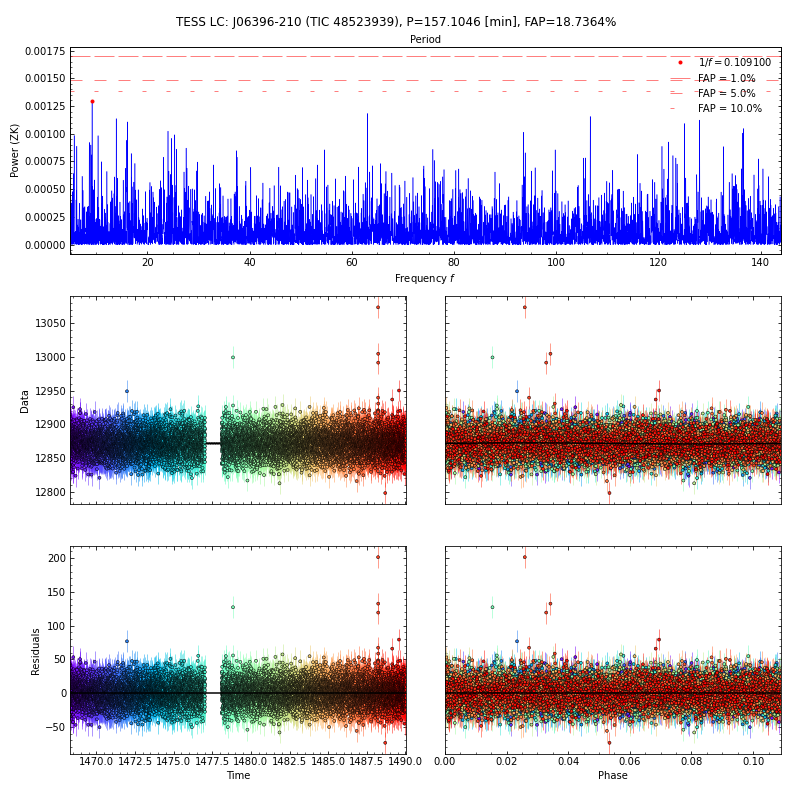 TESS LC: J06396-210 (TIC 48523939), P=157.1046 [min], FAP=18.7364%
Period
0.00175
0.00150
0.00125
0.00100
0.00075
0.00050
0.00025
0.00000
Power (ZK)
1/f = 0.109100
FAP = 1.0%
FAP = 5.0%
FAP = 10.0%
20 40 60 80 100 120 140
Frequency f
13050
13000
12950
12900
12850
12800
Data
200
150
100
50
0
−50
Residuals
1470.0 1472.5 1475.0 1477.5 1480.0 1482.5 1485.0 1487.5 1490.0
Time
0.00 0.02 0.04 0.06 0.08 0.10
Phase